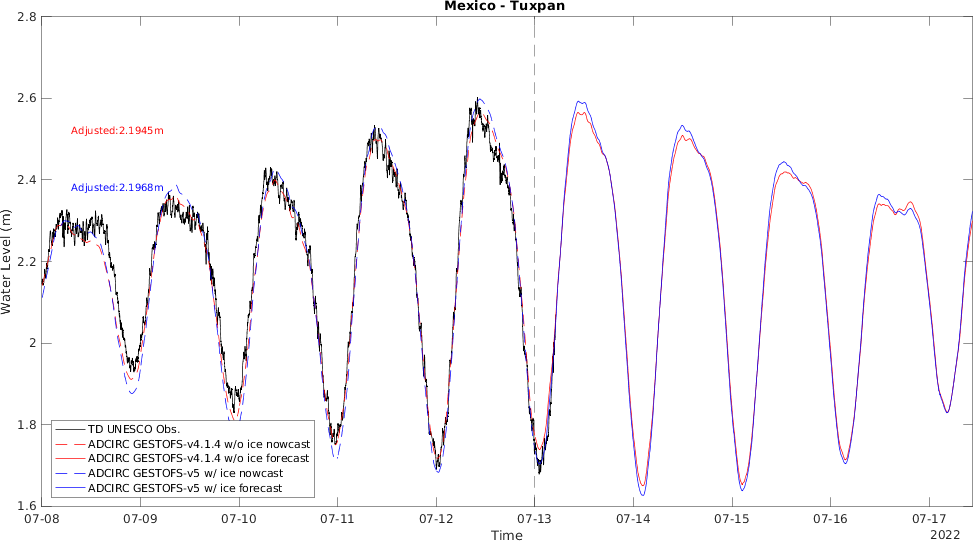 Mexico - Tuxpan
2.8
2.6
2.4
2.2
2
1.8
1.6
Water Level (m)
Adjusted:2.1945m
Adjusted:2.1968m
TD UNESCO Obs.
ADCIRC GESTOFS-v4.1.4 w/o ice nowcast
ADCIRC GESTOFS-v4.1.4 w/o ice forecast
ADCIRC GESTOFS-v5 w/ ice nowcast
ADCIRC GESTOFS-v5 w/ ice forecast
07-08 07-09 07-10 07-11 07-12 07-13 07-14 07-15 07-16 07-17
Time
2022